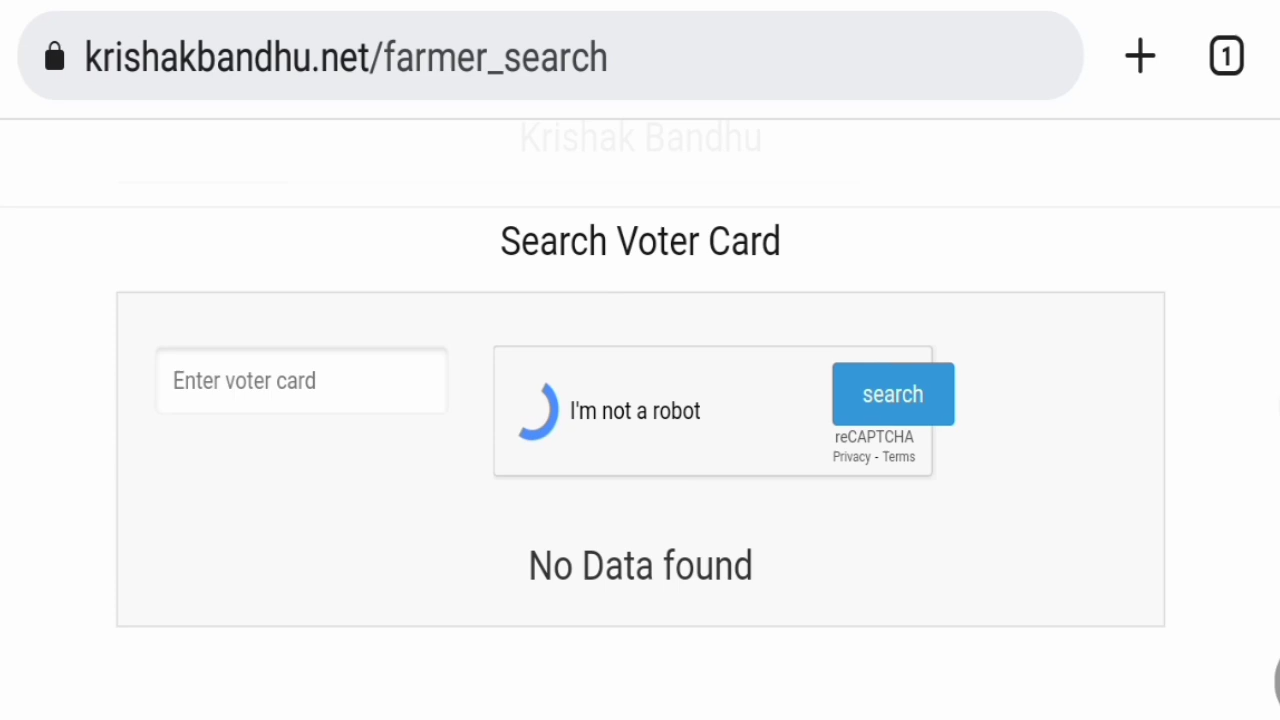 krishakbandhu.net/farmer_search
1
Krishak Bandhu
Search Voter Card
Enter voter card
I'm not a robot
search
reCAPTCHA
Privacy - Terms
No Data found